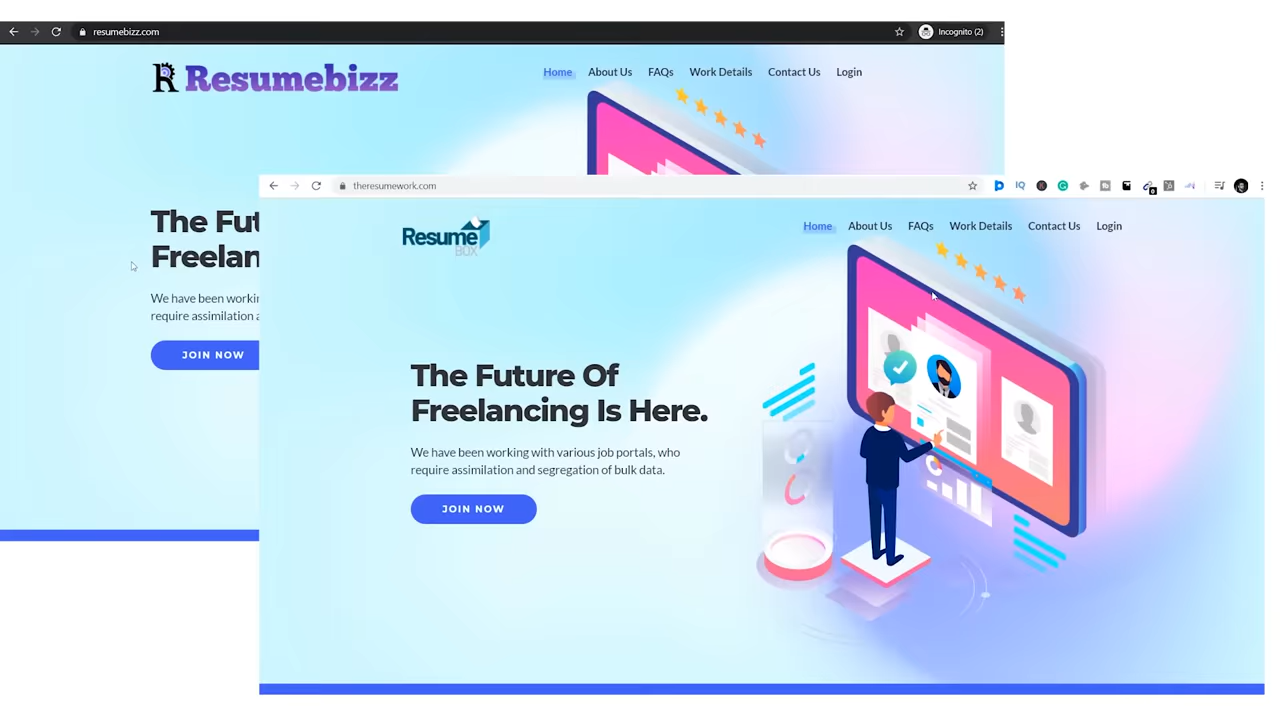 resumebizz.com
Incognito (2)
Resumebizz
Home About Us FAQs Work Details Contact Us Login
The Fut
Freelan
We have been workin
require assimilation a
JOIN NOW
theresumework.com
Resume
BOX
Home About Us FAQs Work Details Contact Us Login
The Future Of
Freelancing Is Here.
We have been working with various job portals, who
require assimilation and segregation of bulk data.
JOIN NOW